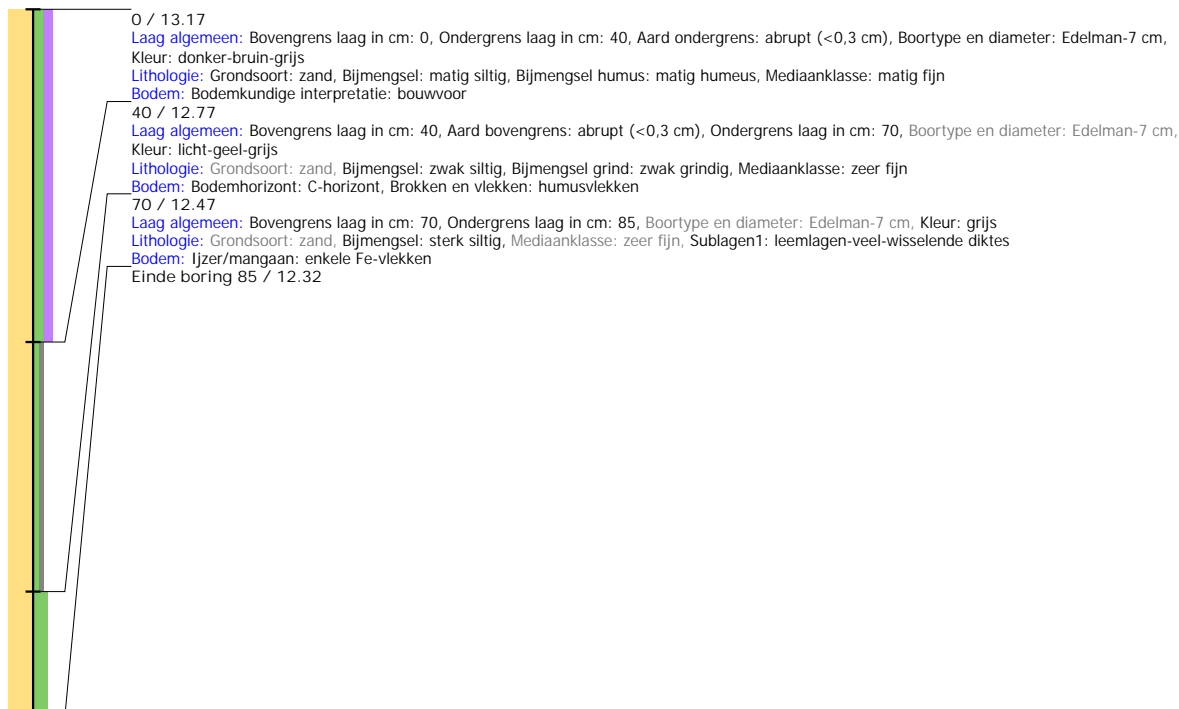 0 / 13.17
Laag algemeen: Bovengrens laag in cm: 0, Ondergrens laag in cm: 40, Aard ondergrens: abrupt (<0,3 cm), Boortype en diameter: Edelman-7 cm,
Kleur: donker-bruin-grijs
Lithologie: Grondsoort: zand, Bijmengsel: matig siltig, Bijmengsel humus: matig humeus, Mediaanklasse: matig fijn
Bodem: Bodemkundige interpretatie: bouwvoor
40 / 12.77
Laag algemeen: Bovengrens laag in cm: 40, Aard bovengrens: abrupt (<0,3 cm), Ondergrens laag in cm: 70, Boortype en diameter: Edelman-7 cm,
Kleur: licht-geel-grijs
Lithologie: Grondsoort: zand, Bijmengsel: zwak siltig, Bijmengsel grind: zwak grindig, Mediaanklasse: zeer fijn
Bodem: Bodemhorizont: C-horizont, Brokken en vlekken: humusvlekken
70 / 12.47
Laag algemeen: Bovengrens laag in cm: 70, Ondergrens laag in cm: 85, Boortype en diameter: Edelman-7 cm, Kleur: grijs
Lithologie: Grondsoort: zand, Bijmengsel: sterk siltig, Mediaanklasse: zeer fijn, Sublagen1: leemlagen-veel-wisselende diktes
Bodem: Ijzer/mangaan: enkele Fe-vlekken
Einde boring 85 / 12.32